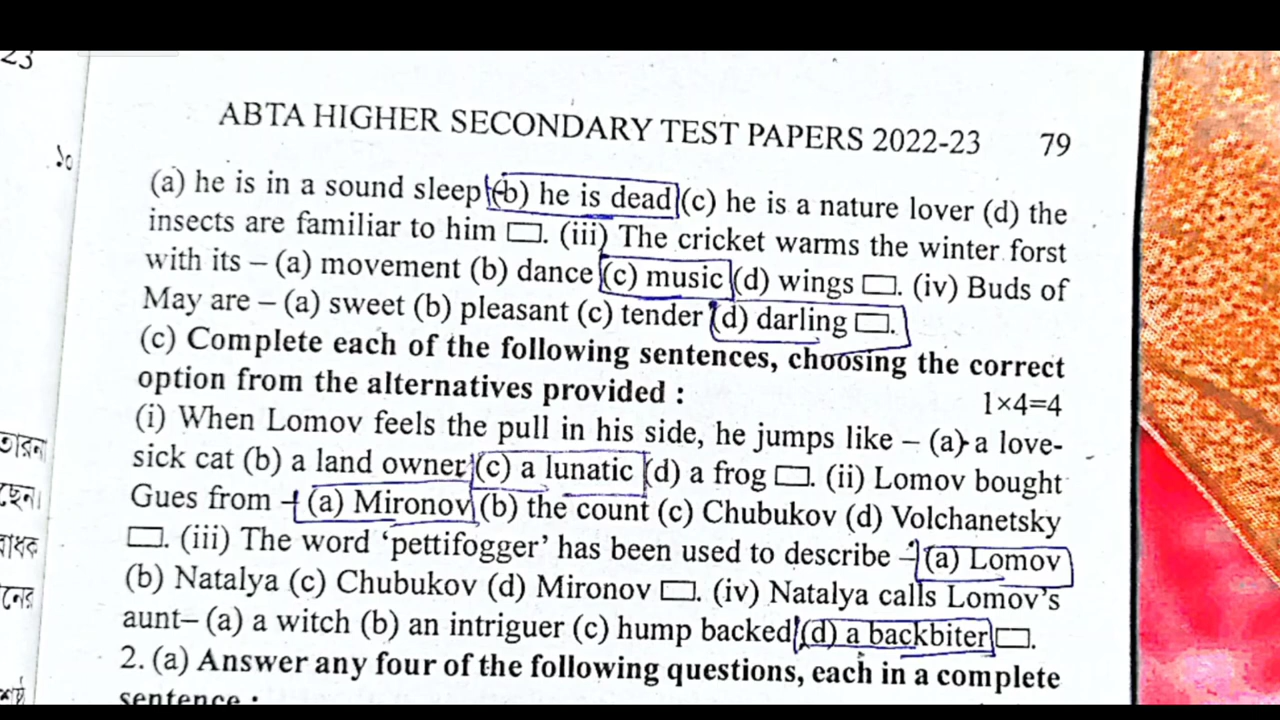 23
১০
ABTA HIGHER SECONDARY TEST PAPERS 2022-23 79
(a) he is in a sound sleep (b) he is dead (c) he is a nature lover (d) the
insects are familiar to him ▭. (iii) The cricket warms the winter forst
with its – (a) movement (b) dance (c) music (d) wings ▭. (iv) Buds of
May are – (a) sweet (b) pleasant (c) tender (d) darling ▭.
(c) Complete each of the following sentences, choosing the correct
option from the alternatives provided : 1×4=4
(i) When Lomov feels the pull in his side, he jumps like – (a) a love-
sick cat (b) a land owner (c) a lunatic (d) a frog ▭. (ii) Lomov bought
Gues from – (a) Mironov (b) the count (c) Chubukov (d) Volchanetsky
▭. (iii) The word ‘pettifogger’ has been used to describe – (a) Lomov
(b) Natalya (c) Chubukov (d) Mironov ▭. (iv) Natalya calls Lomov’s
aunt– (a) a witch (b) an intriguer (c) hump backed (d) a backbiter ▭.
2. (a) Answer any four of the following questions, each in a complete
sentence :